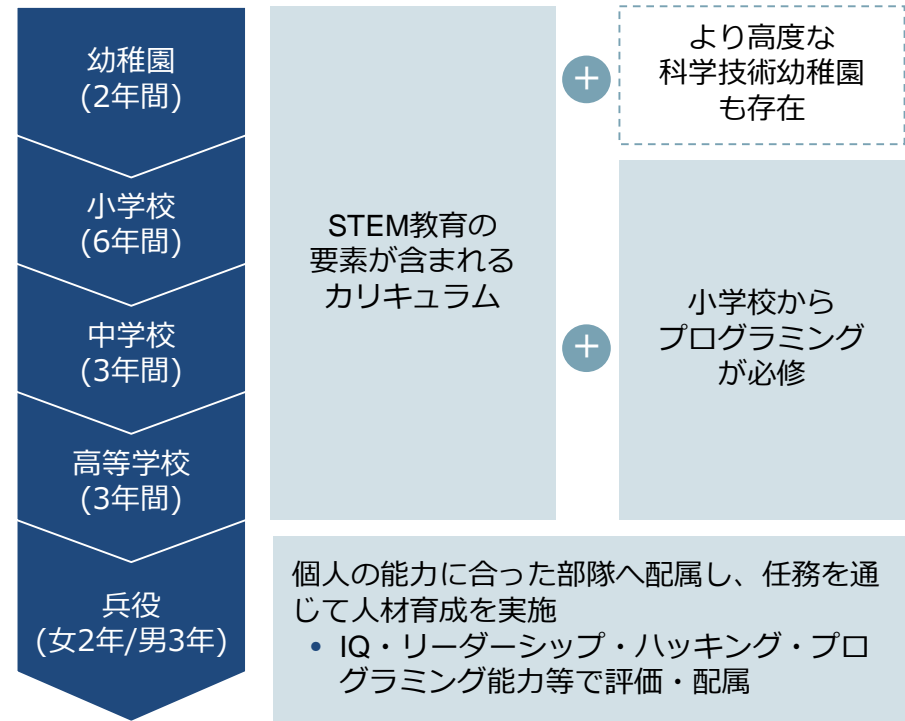 幼稚園
(2年間)
小学校
(6年間)
中学校
(3年間)
高等学校
(3年間)
兵役
(女2年/男3年)
STEM教育の
要素が含まれる
カリキュラム
+
より高度な
科学技術幼稚園
も存在
+
小学校から
プログラミング
が必修
個人の能力に合った部隊へ配属し、任務を通
じて人材育成を実施
• IQ・リーダーシップ・ハッキング・プロ
グラミング能力等で評価・配属